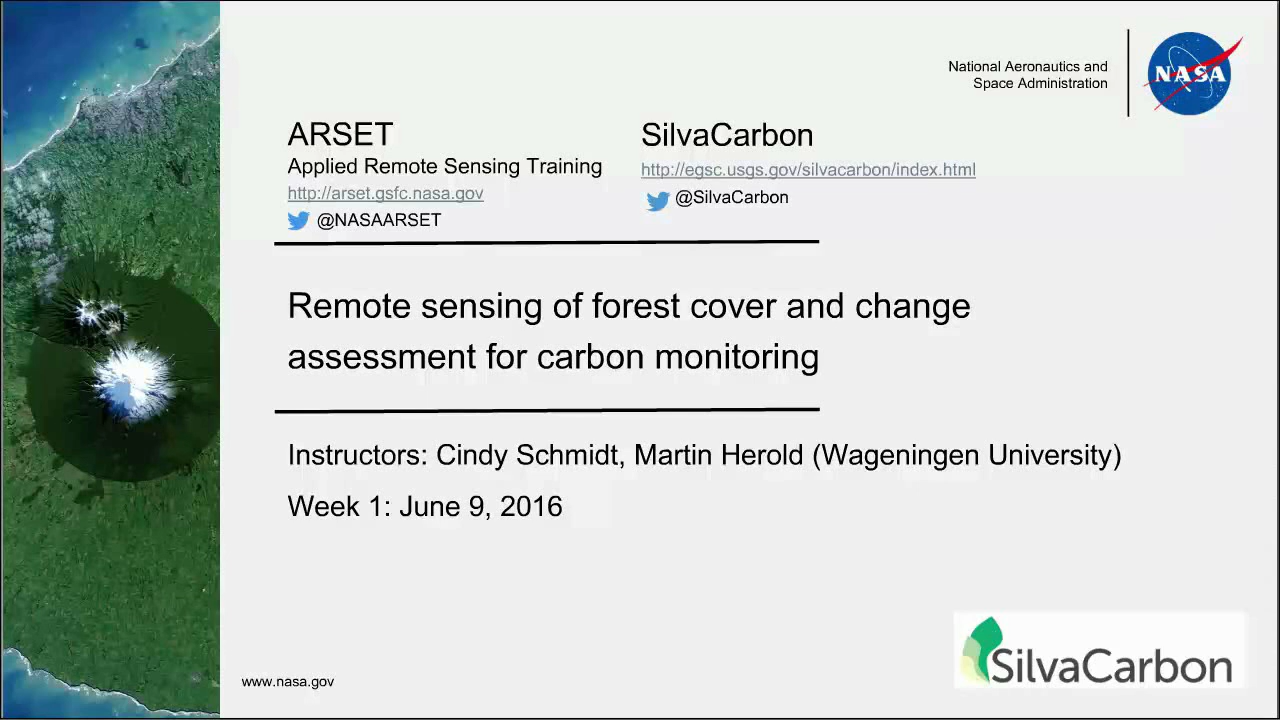 National Aeronautics and
Space Administration
NASA
ARSET
Applied Remote Sensing Training
http://arset.gsfc.nasa.gov
@NASAARSET
SilvaCarbon
http://egsc.usgs.gov/silvacarbon/index.html
@SilvaCarbon
Remote sensing of forest cover and change
assessment for carbon monitoring
Instructors: Cindy Schmidt, Martin Herold (Wageningen University)
Week 1: June 9, 2016
SilvaCarbon
www.nasa.gov